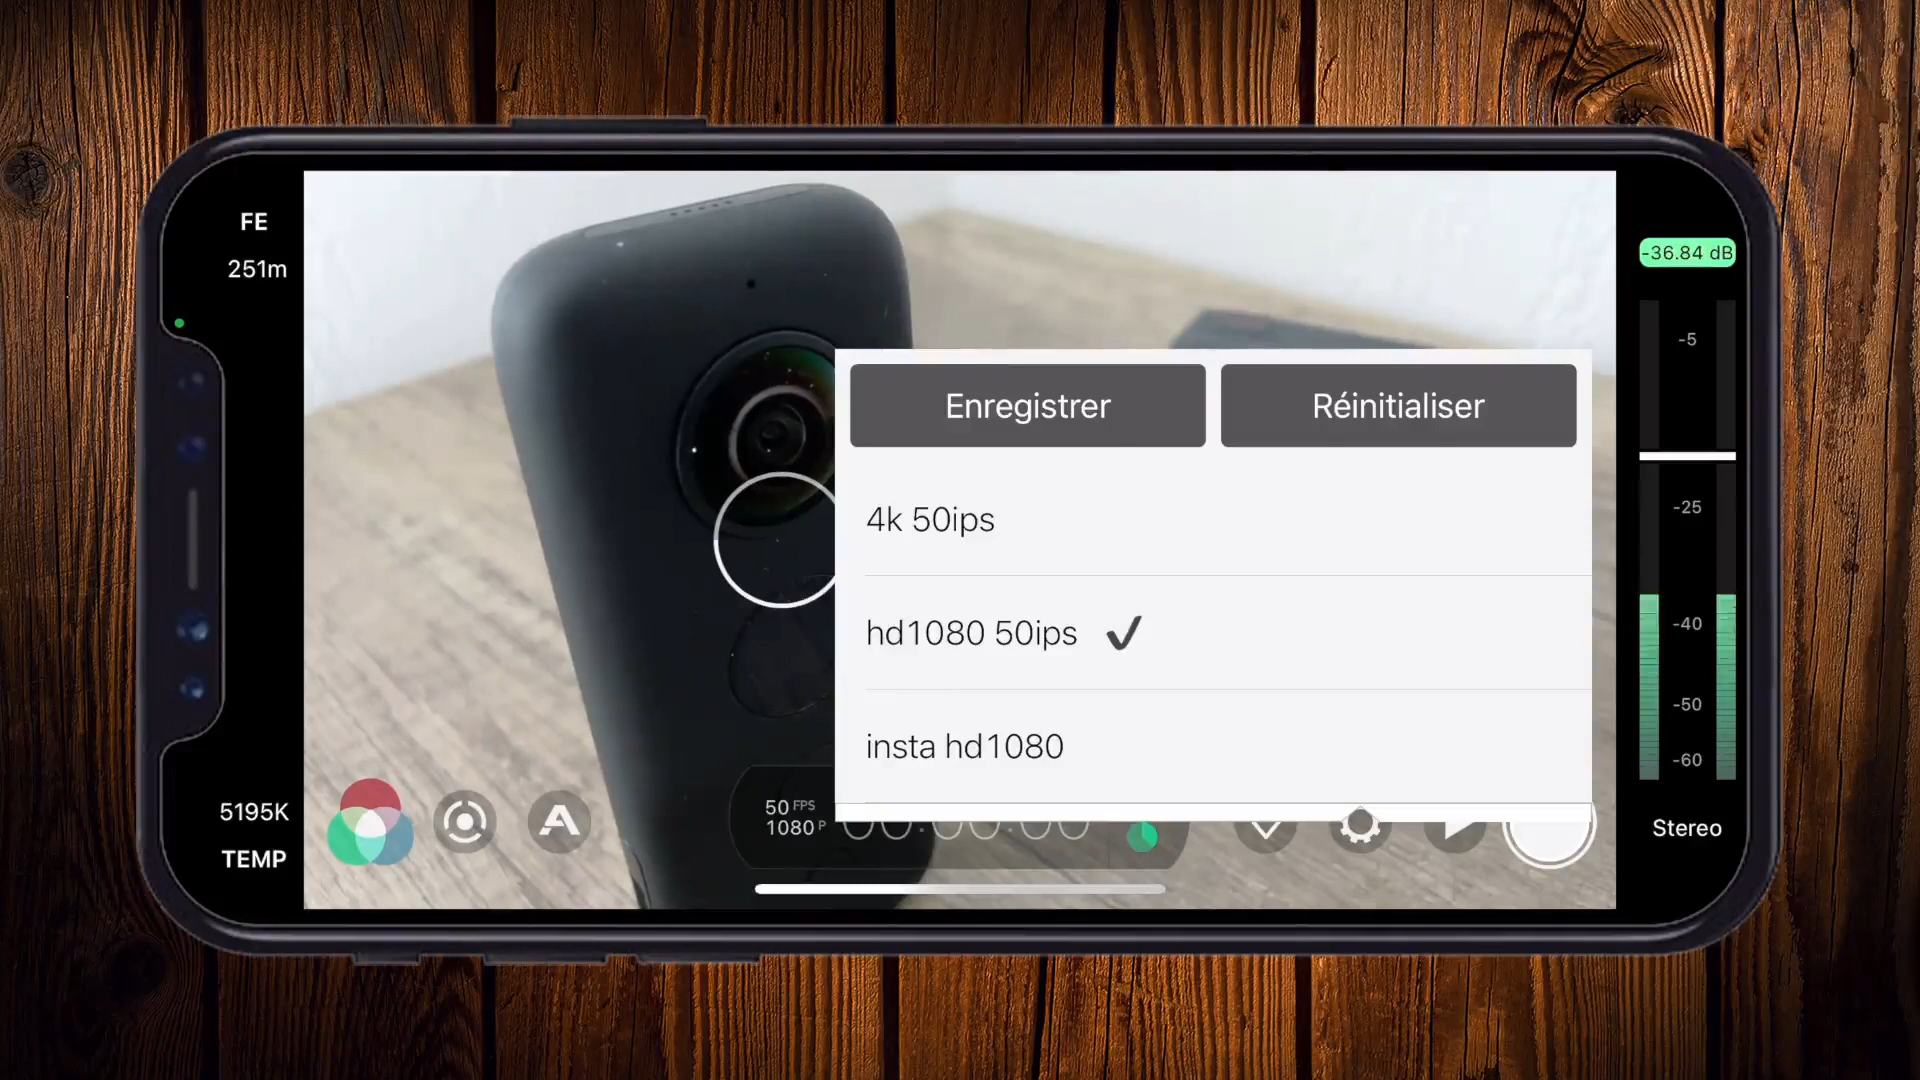 FE
251m
-36.84 dB
-5
-25
-40
-50
-60
Enregistrer
Réinitialiser
4k 50ips
hd1080 50ips
insta hd1080
5195K
TEMP
A
50 FPS
1080 P
Stereo